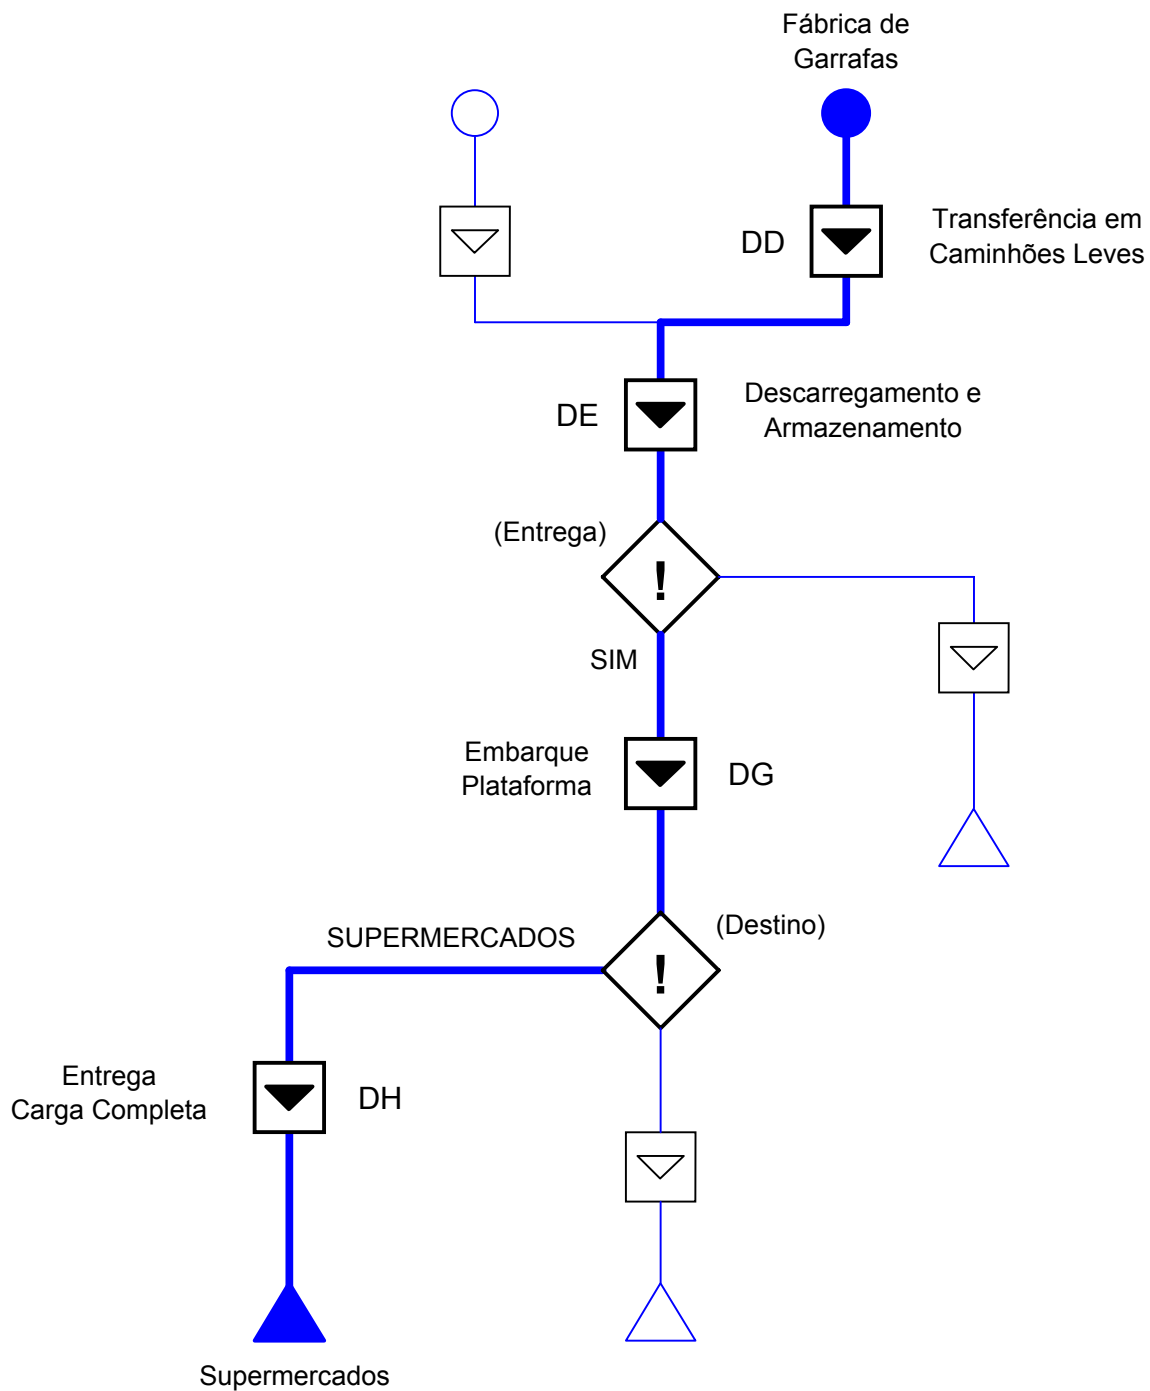 Fábrica de
Garrafas
DD
Transferência em
Caminhões Leves
DE
Descarregamento e
Armazenamento
(Entrega)
!
SIM
Embarque
Plataforma
DG
(Destino)
SUPERMERCADOS
!
Entrega
Carga Completa
DH
Supermercados